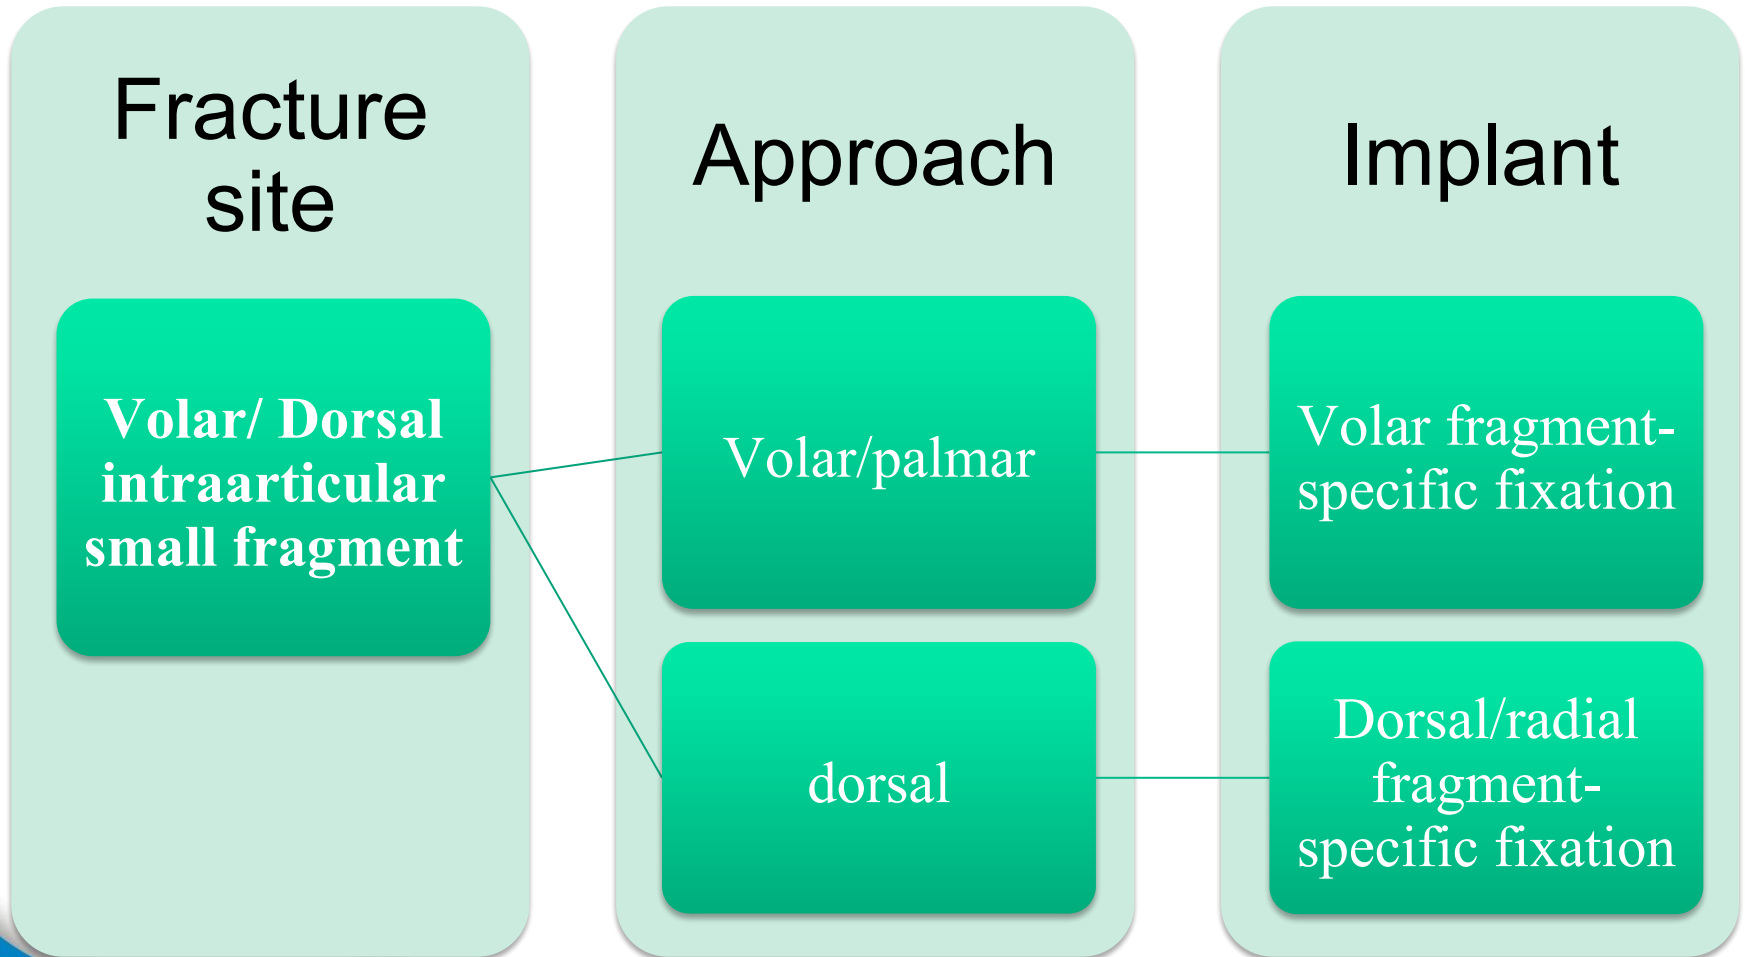 Fracture
site
Volar/ Dorsal
intraarticular
small fragment
Approach
Volar/palmar
dorsal
Implant
Volar fragment-
specific fixation
Dorsal/radial
fragment-
specific fixation